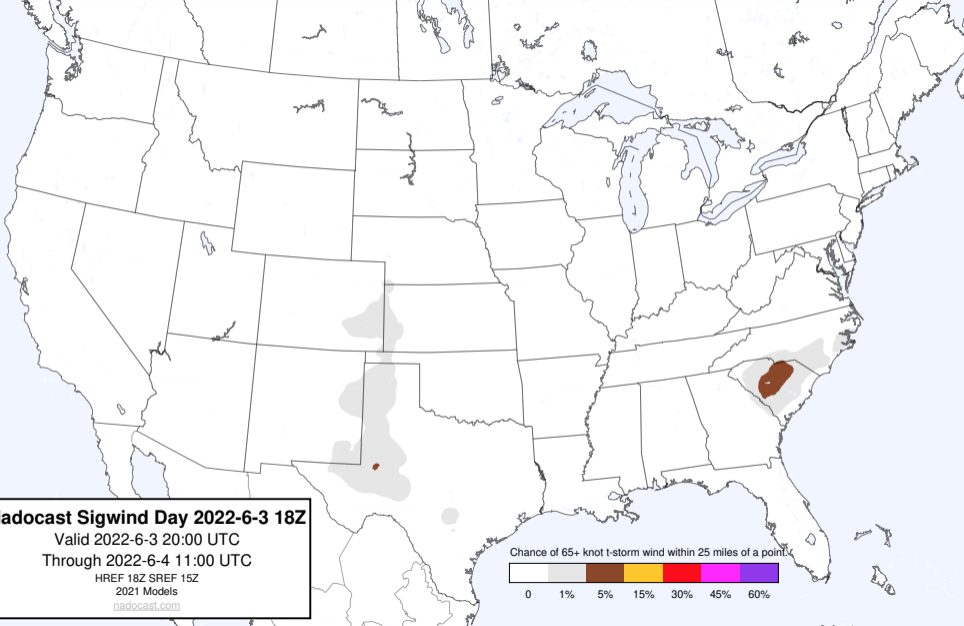 adocast Sigwind Day 2022-6-3 18Z
Valid 2022-6-3 20:00 UTC
Through 2022-6-4 11:00 UTC
HREF 18Z SREF 15Z
2021 Models
nadocast.com
Chance of 65+ knot t-storm wind within 25 miles of a point.
0 1% 5% 15% 30% 45% 60%